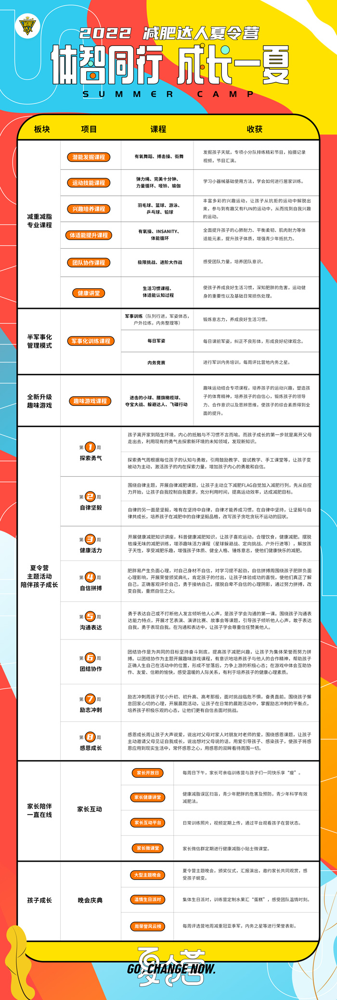 减肥
达人
2022 减肥达人夏令营
体智同行 成长一夏
SUMMER CAMP
板块 项目 课程 收获
减重减脂
专业课程
潜能发掘课程
有氧舞蹈、搏击操、街舞
发掘孩子天赋，专项小分队排练精彩节目，拍摄记录
视频，节目汇演。
运动技能课程
弹力绳、完美十分钟、
力量循环、哑铃、瑜伽
学习小器械基础使用方法，学会如何进行居家训练。
兴趣培养课程
羽毛球、篮球、游泳、
乒乓球、铅球
丰富多彩的兴趣运动，让孩子从抗拒的运动中解脱出
来，参与到有趣又有FUN的运动中，从而找到自我兴趣
的运动。
体适能提升课程
有氧操、INSANITY、
体能循环
全面提升孩子的心肺耐力、平衡柔韧、肌肉耐力等体
适能元素，提升孩子体质，增强青少年抵抗力。
团队协作课程
极限挑战、进阶大作战
感受团队力量，培养团队意识。
健康讲堂
生活习惯课程、
体适能认知过程
使孩子养成良好生活习惯，深知肥胖的危害，运动健
身的重要性以及基础日常损伤处理。
半军事化
管理模式
军事化训练课程
军事训练（队列行进，军姿体态，
户外拉练，内务整理等）
锻炼意志力，养成良好生活习惯。
每日军姿
每日课前军姿，纠正不良形体，形成良好纪律观念。
内务竞赛
进行军训内务培训，每周评比营地内务之星。
全新升级
趣味游戏
趣味游戏课程
进击的小球、腰旗橄榄球、
夺宝大战、躲避达人、飞碟行动
趣味运动结合专项课程，培养孩子的运动兴趣，塑造孩
子的体育精神，培养孩子的自信心，锻炼孩子的领导
力、合作意识以及思辨思维，使孩子的综合素质得到全
面的提升。
夏令营
主题活动
陪伴孩子成长
第1周
探索勇气
孩子离开家到陌生环境，内心的抵触与不习惯不言而喻。而孩子成长的第一步就是离开父母
走出去，利用现有的勇气去探索新环境的未知领域，发现新知识。
探索勇气周根据每位孩子的认知与勇敢，引用鼓励教学、尝试教学、手工课堂等，让孩子变
被动为主动，激活孩子的内在探索力量，增加孩子内心的勇敢和自信。
第2周
自律坚毅
围绕自律主题，开展自律减肥课题，让孩子主动立下减肥FLAG自觉加入减肥行列，先从自控
力开始，让孩子自我控制自我要求，充分利用时间，提高运动效率，达成减肥目标。
自律的另一面是坚毅，唯有在坚持中自律，自律才能养成习惯，在自律中坚持，让坚毅与自
律共成长，培养孩子在减肥中的自律坚毅品格，改写孩子贪吃贪玩不运动的囧状。
第3周
健康活力
开展健康减肥知识讲座，科普健康减肥知识，让孩子喜欢运动，合理饮食，健康减肥。摆脱
枯燥无味的减肥训练，增添趣味活力课程（星球躲避战、定向挑战、户外行进等），解放孩
子天性，享受减肥乐趣，增强孩子体质、健全人格、锤炼意志，使他们健康快乐的减肥。
第4周
自信拼搏
肥胖易产生负面心理，对自己身材不自信，对学习提不起劲，自信拼搏周围绕孩子肥胖负面
心理影响，开展荣誉颁奖典礼，肯定孩子的付出，让孩子体验成功的喜悦，使他们真正了解
自己，正确客观评价自己，勇于接纳自己，摆脱自卑不自信的心理阴影，通过努力拼搏，改
变自我，重燃自信之火。
第5周
沟通表达
勇于表达自己或不打断他人发言倾听他人心声，是孩子学会沟通的第一课。围绕孩子沟通表
达能力特点，开展才艺表演、演讲比赛、故事会等课题，引导孩子倾听他人心声，敢于表达
自我，勇于表现自我。在沟通和表达中，让孩子学会尊重信任赞美他人。
第6周
团结协作
团结协作是为共同的目标坚持奋斗到底，提高孩子减肥兴趣，让孩子为集体荣誉而努力拼
搏。以团结协作为主题开展趣味游戏课程，有意识地培养孩子与他人的合作精神，帮助孩子
正确人生自己在活动中的位置，形成不甘落后，力争上游的积极心态；在游戏中体会互助协
作、友爱、信赖的愉快，感受温暖的人际关系，有利于培养孩子的健康心理素质。
第7周
励志冲刺
励志冲刺周孩子犹小升初、初升高、高考那般，面对挑战临危不惧，奋勇直前。围绕孩子懈
怠回家心切的心理，开展晨跑活动，让孩子在日常的晨跑活动中，掌握励志冲刺的平衡点，
培养孩子积极乐观的心态，让他们更有自信去面对挑战。
第8周
感恩成长
感恩成长周让孩子大声说爱，说出对父母对家人对朋友对老师的爱，围绕感恩课题，让孩子
主动邀请父母见证自我成长，说出想对父母说的话，用爱引导孩子、感染孩子，使孩子将感
恩应用到现实生活中，常怀感恩之心，用感恩的双眸看待周围一切。
家长陪伴
一直在线
家长互动
家长开放日
每周日下午，家长可亲临训练营与孩子们一同快乐享“瘦”。
家长健康讲堂
健康减脂误区扫盲，青少年肥胖的危害及预防，青少年科学有效
减肥法。
家长互动平台
日常训练照片，视频定期上传，通过平台观看孩子在营状态。
家长微课堂
家长微信群定期进行健康减脂小贴士微课堂。
孩子成长
晚会庆典
大型主题晚会
夏令营主题晚会，颁奖仪式，汇报演出，邀约家长共同观赏，感
受孩子蜕变。
温情生日派对
集体生日派对，训练营定制水果汇“蛋糕”，感受团队温情时刻。
周荣誉风云榜
每周评选营地周减重冠亚季军，内务之星等进行荣誉表彰。
夏令营
GO,CHANGE NOW.